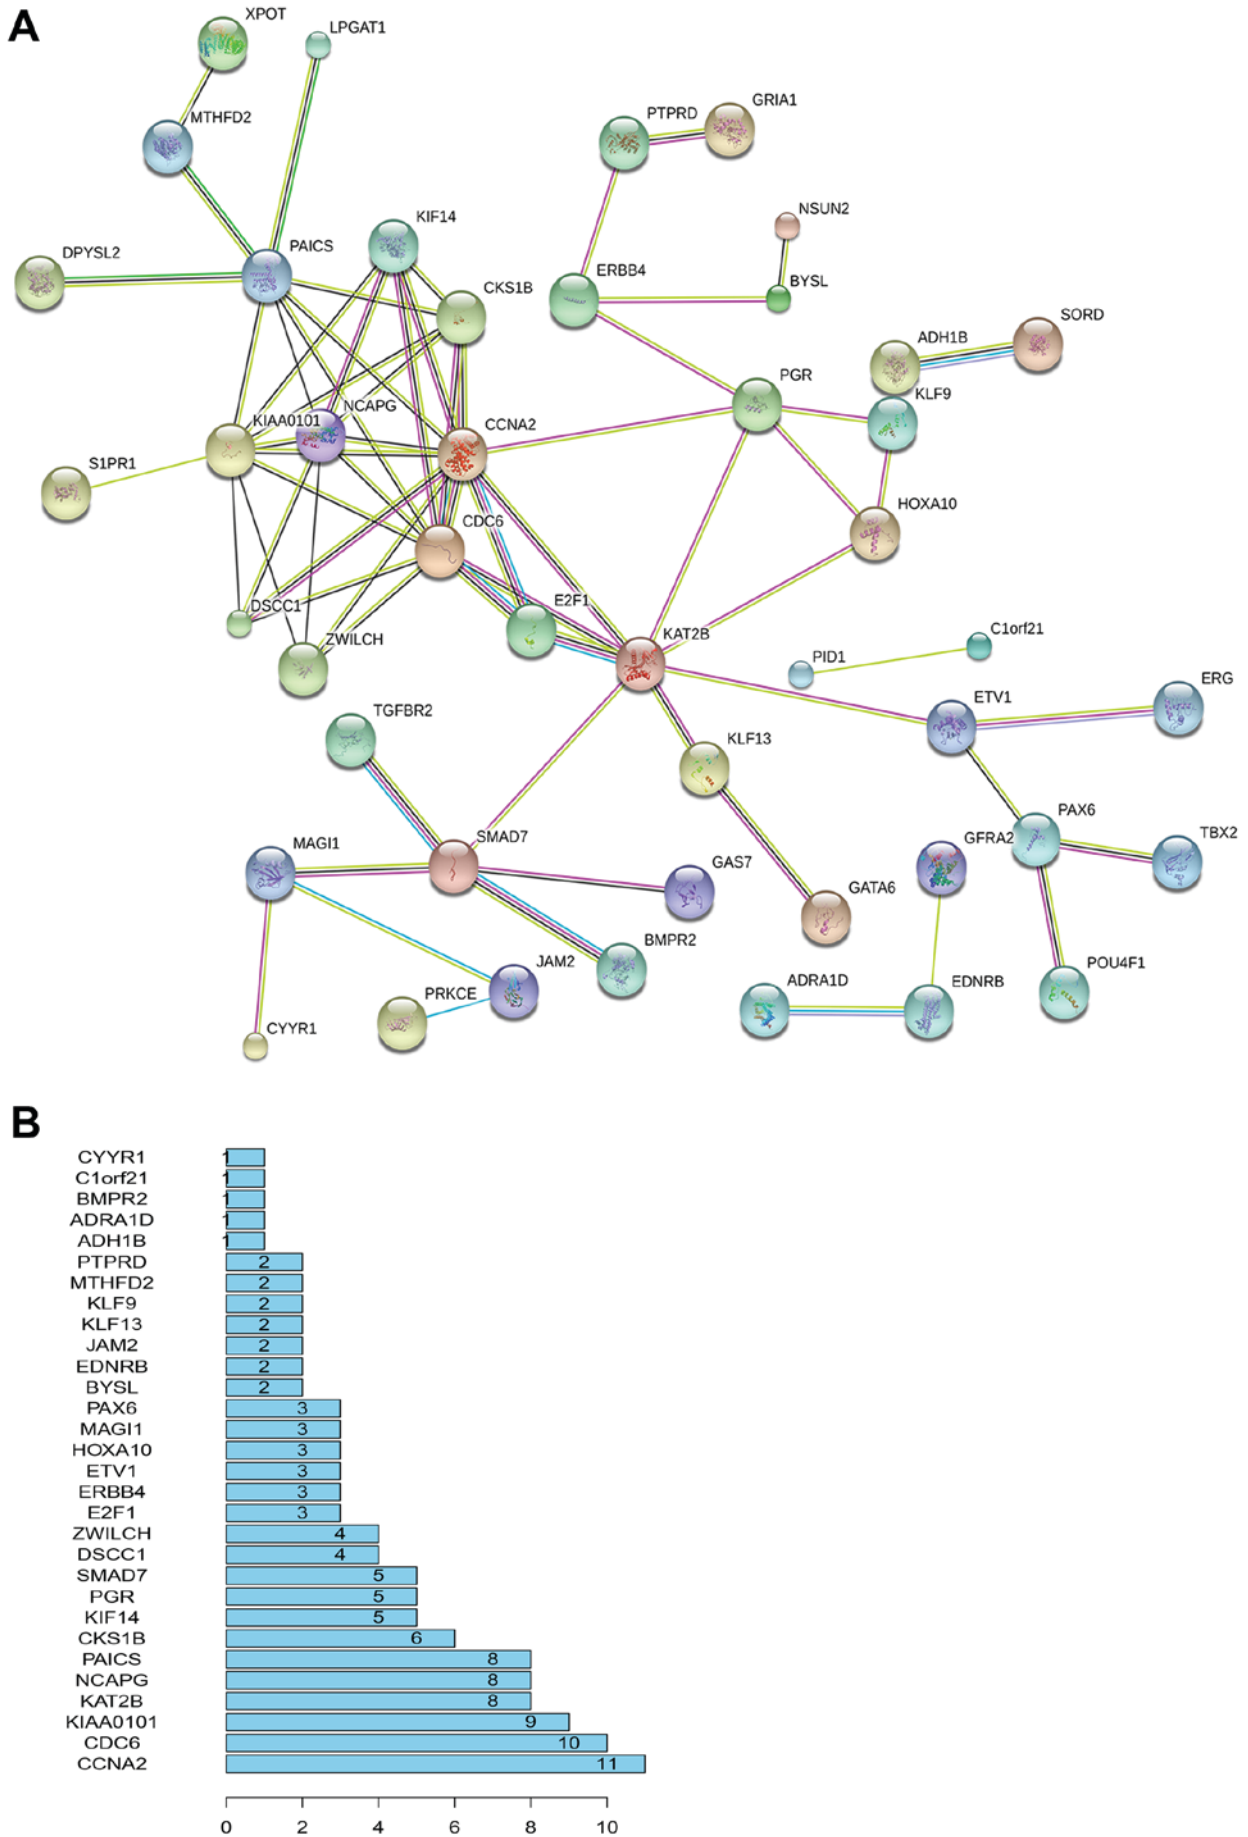 A
XPOT
LPGAT1
MTHFD2
PTPRD
GRIA1
KIF14
NSUN2
DPYSL2
PAICS
ERBB4
BYSL
CKS1B
SORD
ADH1B
PGR
KLF9
NCAPG
KIAA0101
CCNA2
S1PR1
HOXA10
CDC6
DSCC1
E2F1
ZWILCH
KAT2B
C1orf21
PID1
ERG
ETV1
TGFBR2
KLF13
PAX6
SMAD7
GFRA2
TBX2
MAGI1
GAS7
GATA6
BMPR2
JAM2
POU4F1
PRKCE
ADRA1D
EDNRB
CYYR1
B
CYYR1 1
C1orf21 1
BMPR2 1
ADRA1D 1
ADH1B 1
PTPRD 2
MTHFD2 2
KLF9 2
KLF13 2
JAM2 2
EDNRB 2
BYSL 2
PAX6 3
MAGI1 3
HOXA10 3
ETV1 3
ERBB4 3
E2F1 3
ZWILCH 4
DSCC1 4
SMAD7 5
PGR 5
KIF14 5
CKS1B 6
PAICS 8
NCAPG 8
KAT2B 8
KIAA0101 9
CDC6 10
CCNA2 11
0 2 4 6 8 10